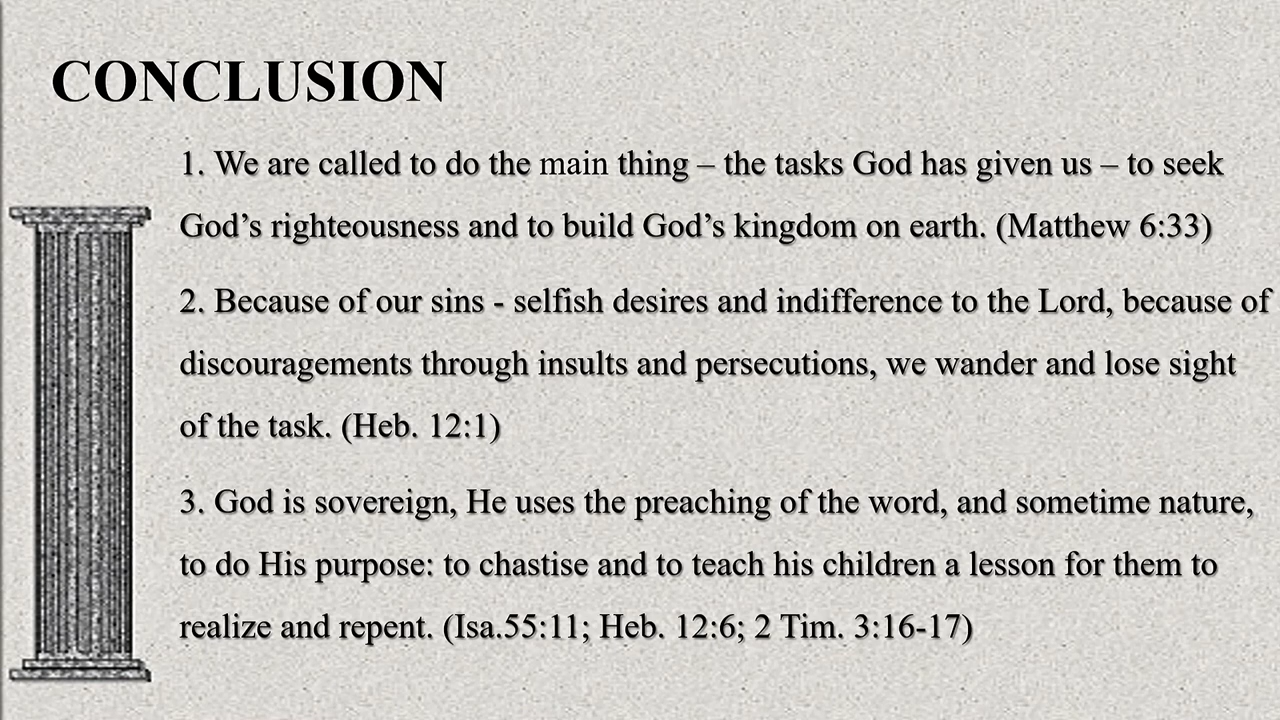 CONCLUSION
1. We are called to do the main thing – the tasks God has given us – to seek
God’s righteousness and to build God’s kingdom on earth. (Matthew 6:33)
2. Because of our sins - selfish desires and indifference to the Lord, because of
discouragements through insults and persecutions, we wander and lose sight
of the task. (Heb. 12:1)
3. God is sovereign, He uses the preaching of the word, and sometime nature,
to do His purpose: to chastise and to teach his children a lesson for them to
realize and repent. (Isa.55:11; Heb. 12:6; 2 Tim. 3:16-17)